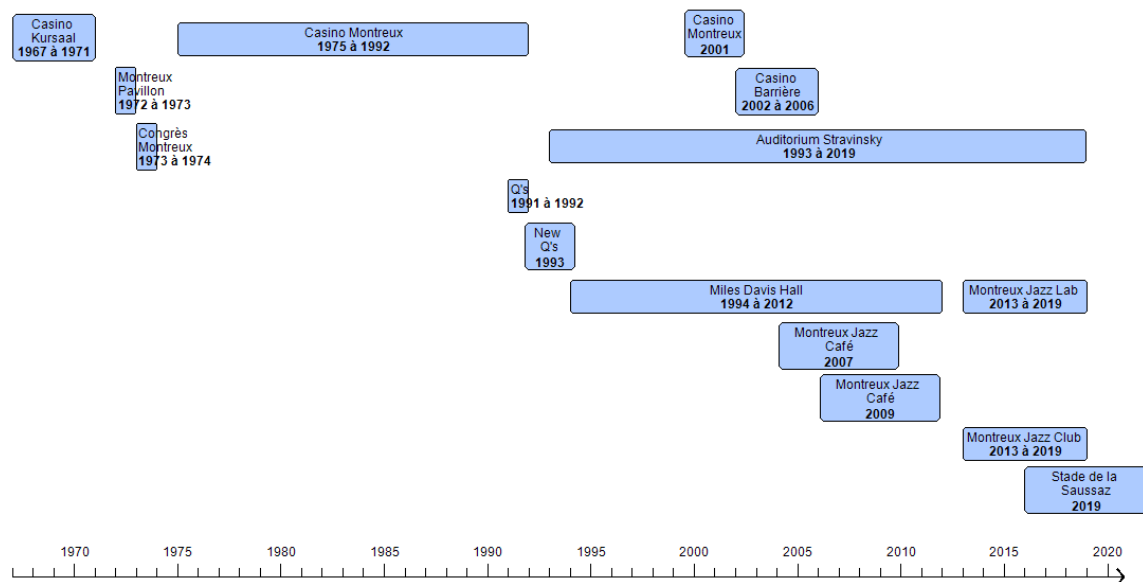 Casino
Kursaal
1967 à 1971
Casino Montreux
1975 à 1992
Casino
Montreux
2001
Montreux
Pavillon
1972 à 1973
Casino
Barrière
2002 à 2006
Congrès
Montreux
1973 à 1974
Auditorium Stravinsky
1993 à 2019
Q's
1991 à 1992
New
Q's
1993
Miles Davis Hall
1994 à 2012
Montreux Jazz Lab
2013 à 2019
Montreux Jazz
Café
2007
Montreux Jazz
Café
2009
Montreux Jazz Club
2013 à 2019
Stade de la
Saussaz
2019
1970 1975 1980 1985 1990 1995 2000 2005 2010 2015 2020